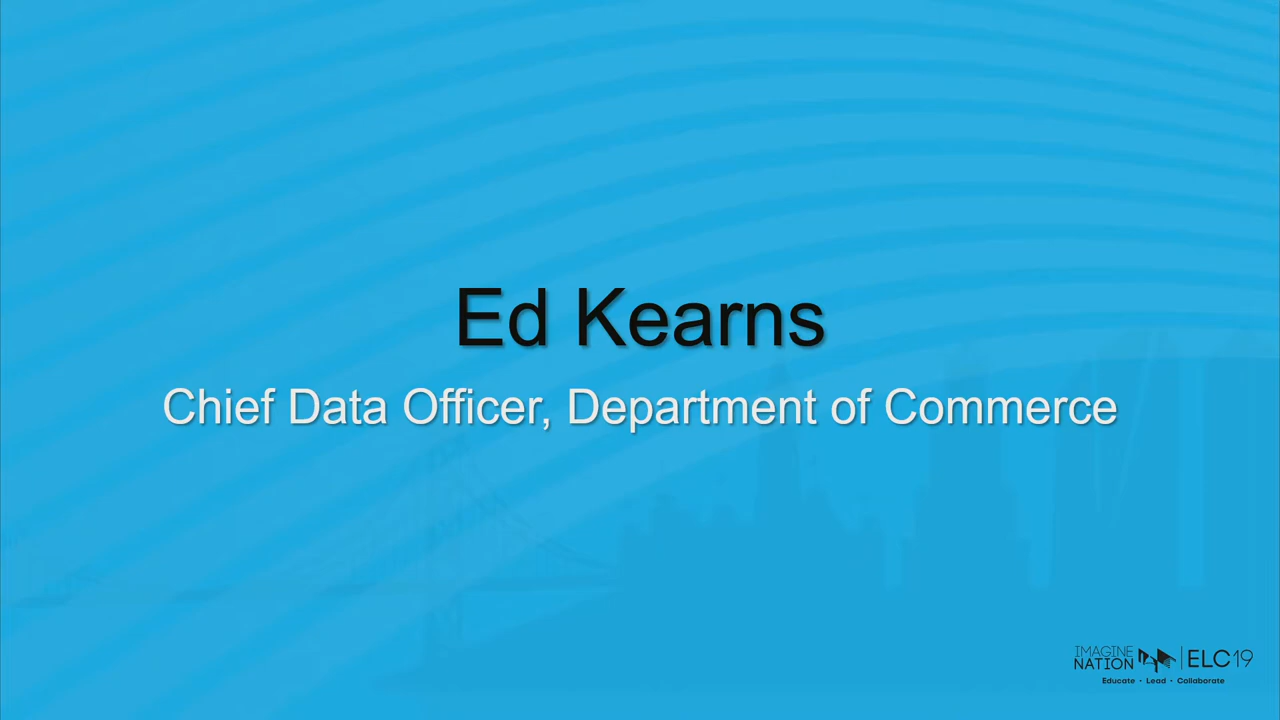 Ed Kearns
Chief Data Officer, Department of Commerce
IMAGINE
NATION
ELC19
Educate • Lead • Collaborate